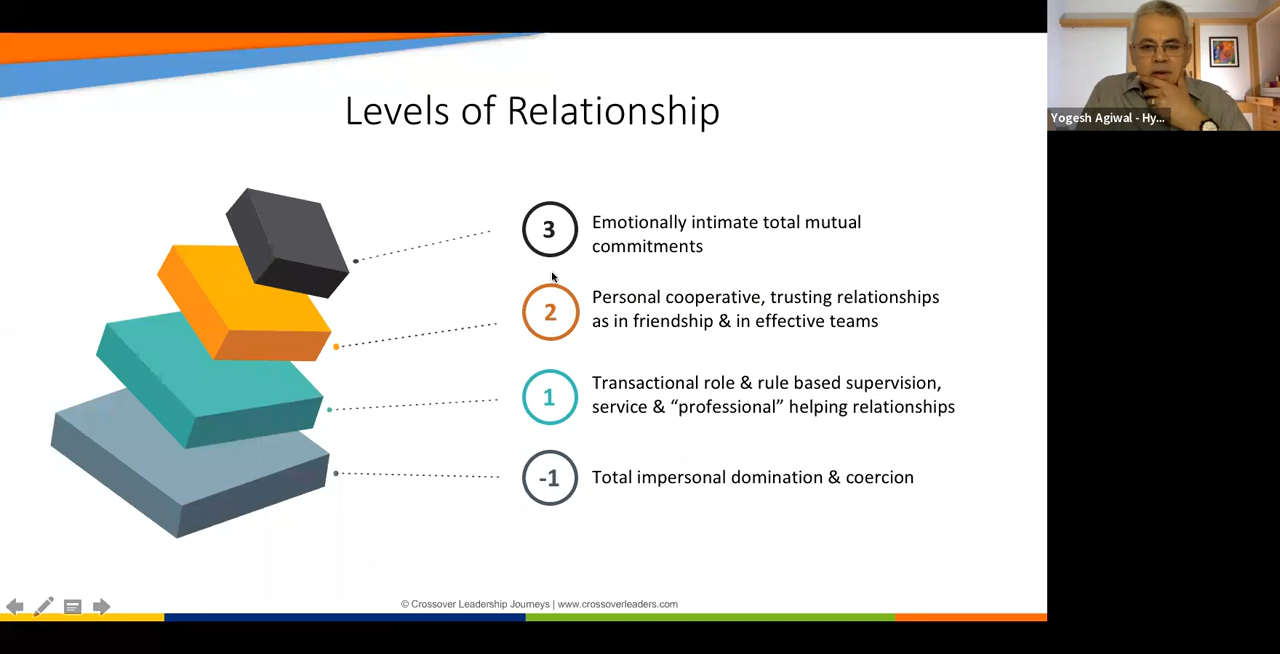 Levels of Relationship
Yogesh Agiwal - Hy...
3
Emotionally intimate total mutual
commitments
2
Personal cooperative, trusting relationships
as in friendship & in effective teams
1
Transactional role & rule based supervision,
service & “professional” helping relationships
-1
Total impersonal domination & coercion
© Crossover Leadership Journeys | www.crossoverleaders.com